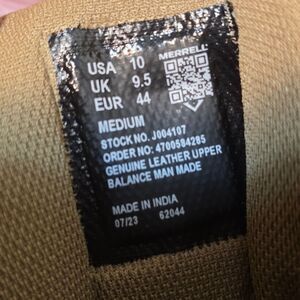 USA 10
MERRELL
UK 9.5
EUR 44
MEDIUM
STOCK NO. J004107
ORDER NO: 4700584285
GENUINE LEATHER UPPER
BALANCE MAN MADE
MADE IN INDIA
07/23 62044